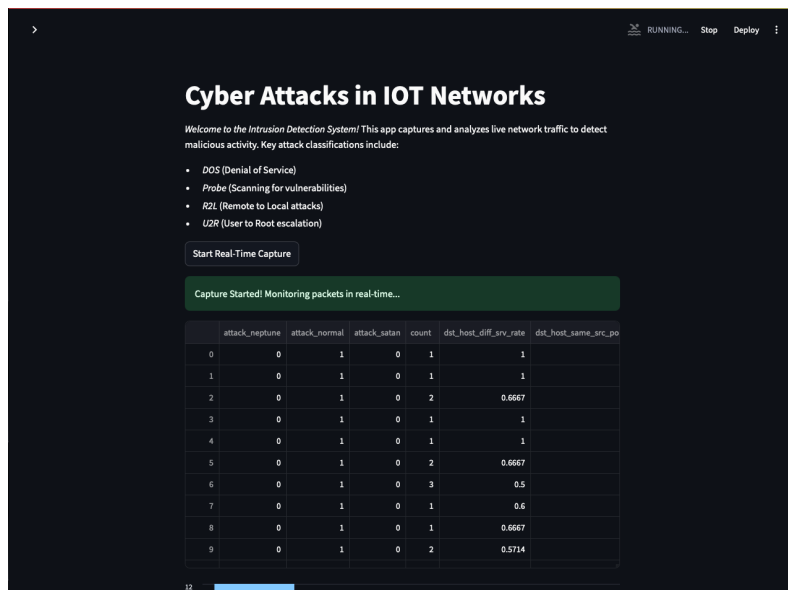 RUNNING... Stop Deploy
Cyber Attacks in IOT Networks
Welcome to the Intrusion Detection System! This app captures and analyzes live network traffic to detect
malicious activity. Key attack classifications include:
• DOS (Denial of Service)
• Probe (Scanning for vulnerabilities)
• R2L (Remote to Local attacks)
• U2R (User to Root escalation)
Start Real-Time Capture
Capture Started! Monitoring packets in real-time...
attack_neptune attack_normal attack_satan count dst_host_diff_srv_rate dst_host_same_src_po
0 0 1 0 1 1
1 0 1 0 1 1
2 0 1 0 2 0.6667
3 0 1 0 1 1
4 0 1 0 1 1
5 0 1 0 2 0.6667
6 0 1 0 3 0.5
7 0 1 0 1 0.6
8 0 1 0 1 0.6667
9 0 1 0 2 0.5714
12